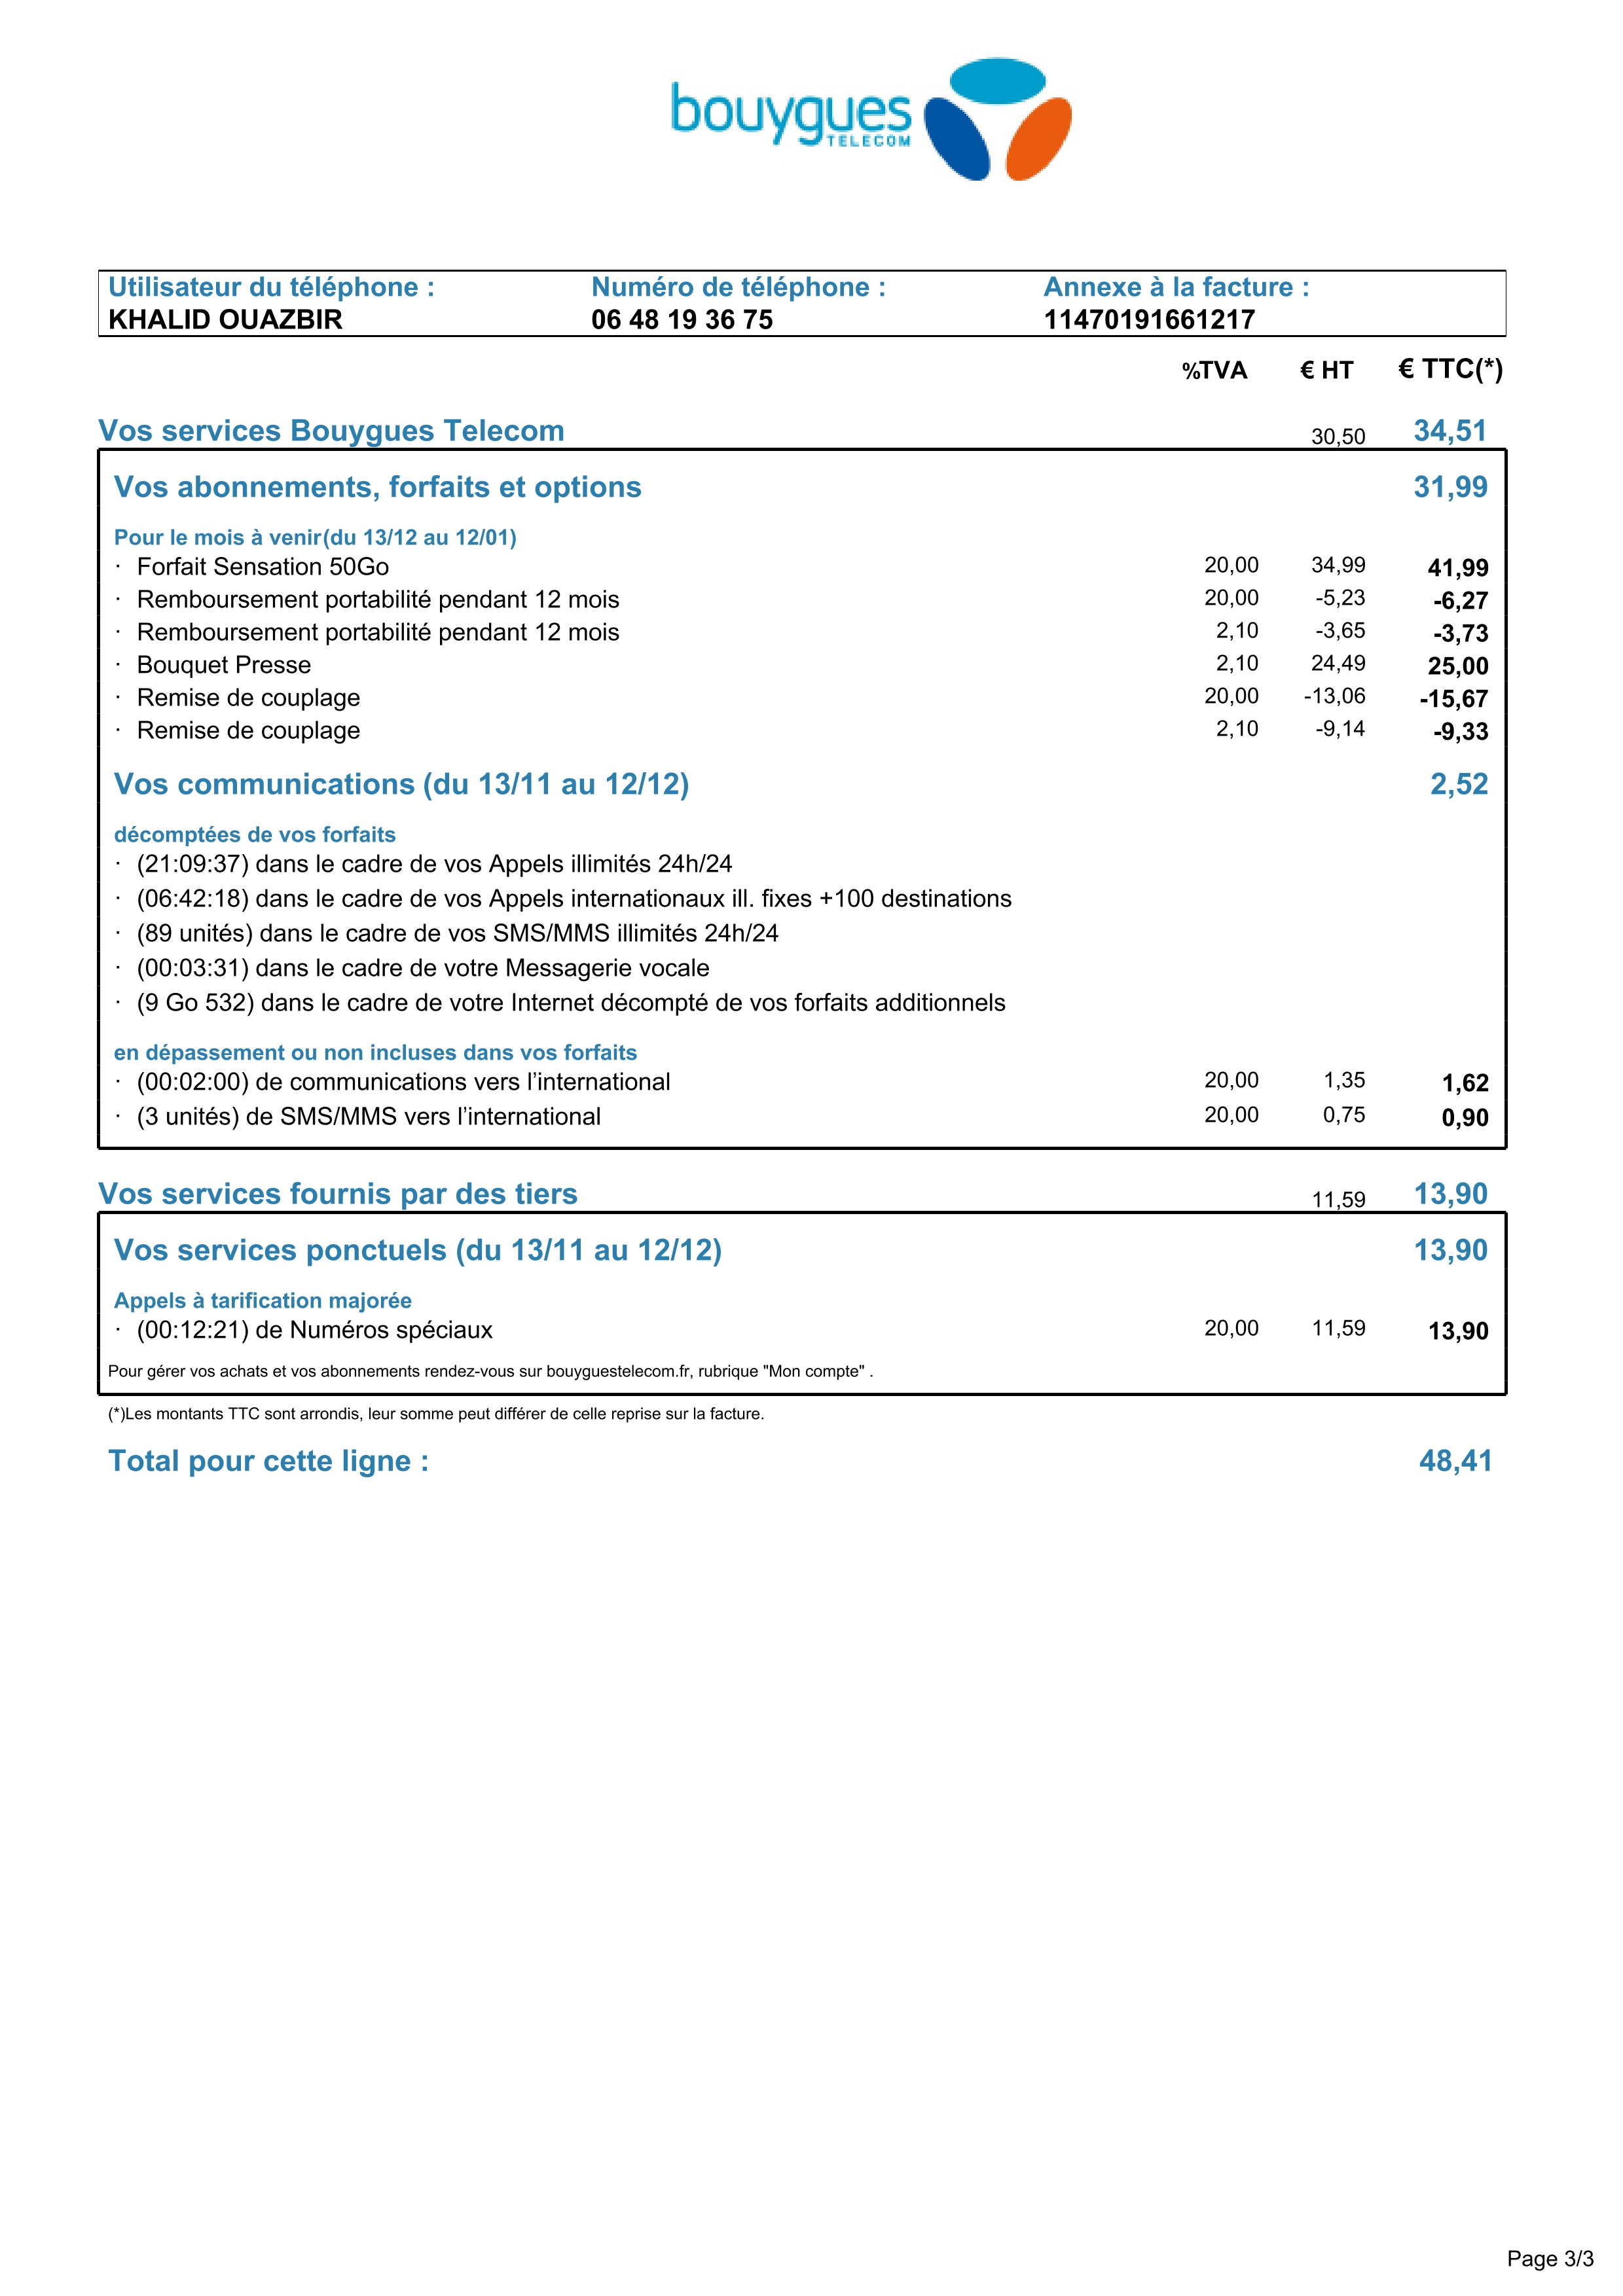 bouygues
TELECOM
Utilisateur du téléphone : Numéro de téléphone : Annexe à la facture :
KHALID OUAZBIR 06 48 19 36 75 11470191661217
%TVA € HT € TTC(*)
Vos services Bouygues Telecom 30,50 34,51
Vos abonnements, forfaits et options 31,99
Pour le mois à venir(du 13/12 au 12/01)
· Forfait Sensation 50Go 20,00 34,99 41,99
· Remboursement portabilité pendant 12 mois 20,00 -5,23 -6,27
· Remboursement portabilité pendant 12 mois 2,10 -3,65 -3,73
· Bouquet Presse 2,10 24,49 25,00
· Remise de couplage 20,00 -13,06 -15,67
· Remise de couplage 2,10 -9,14 -9,33
Vos communications (du 13/11 au 12/12) 2,52
décomptées de vos forfaits
· (21:09:37) dans le cadre de vos Appels illimités 24h/24
· (06:42:18) dans le cadre de vos Appels internationaux ill. fixes +100 destinations
· (89 unités) dans le cadre de vos SMS/MMS illimités 24h/24
· (00:03:31) dans le cadre de votre Messagerie vocale
· (9 Go 532) dans le cadre de votre Internet décompté de vos forfaits additionnels
en dépassement ou non incluses dans vos forfaits
· (00:02:00) de communications vers l’international 20,00 1,35 1,62
· (3 unités) de SMS/MMS vers l’international 20,00 0,75 0,90
Vos services fournis par des tiers 11,59 13,90
Vos services ponctuels (du 13/11 au 12/12) 13,90
Appels à tarification majorée
· (00:12:21) de Numéros spéciaux 20,00 11,59 13,90
Pour gérer vos achats et vos abonnements rendez-vous sur bouyguestelecom.fr, rubrique "Mon compte" .
(*)Les montants TTC sont arrondis, leur somme peut différer de celle reprise sur la facture.
Total pour cette ligne : 48,41
Page 3/3